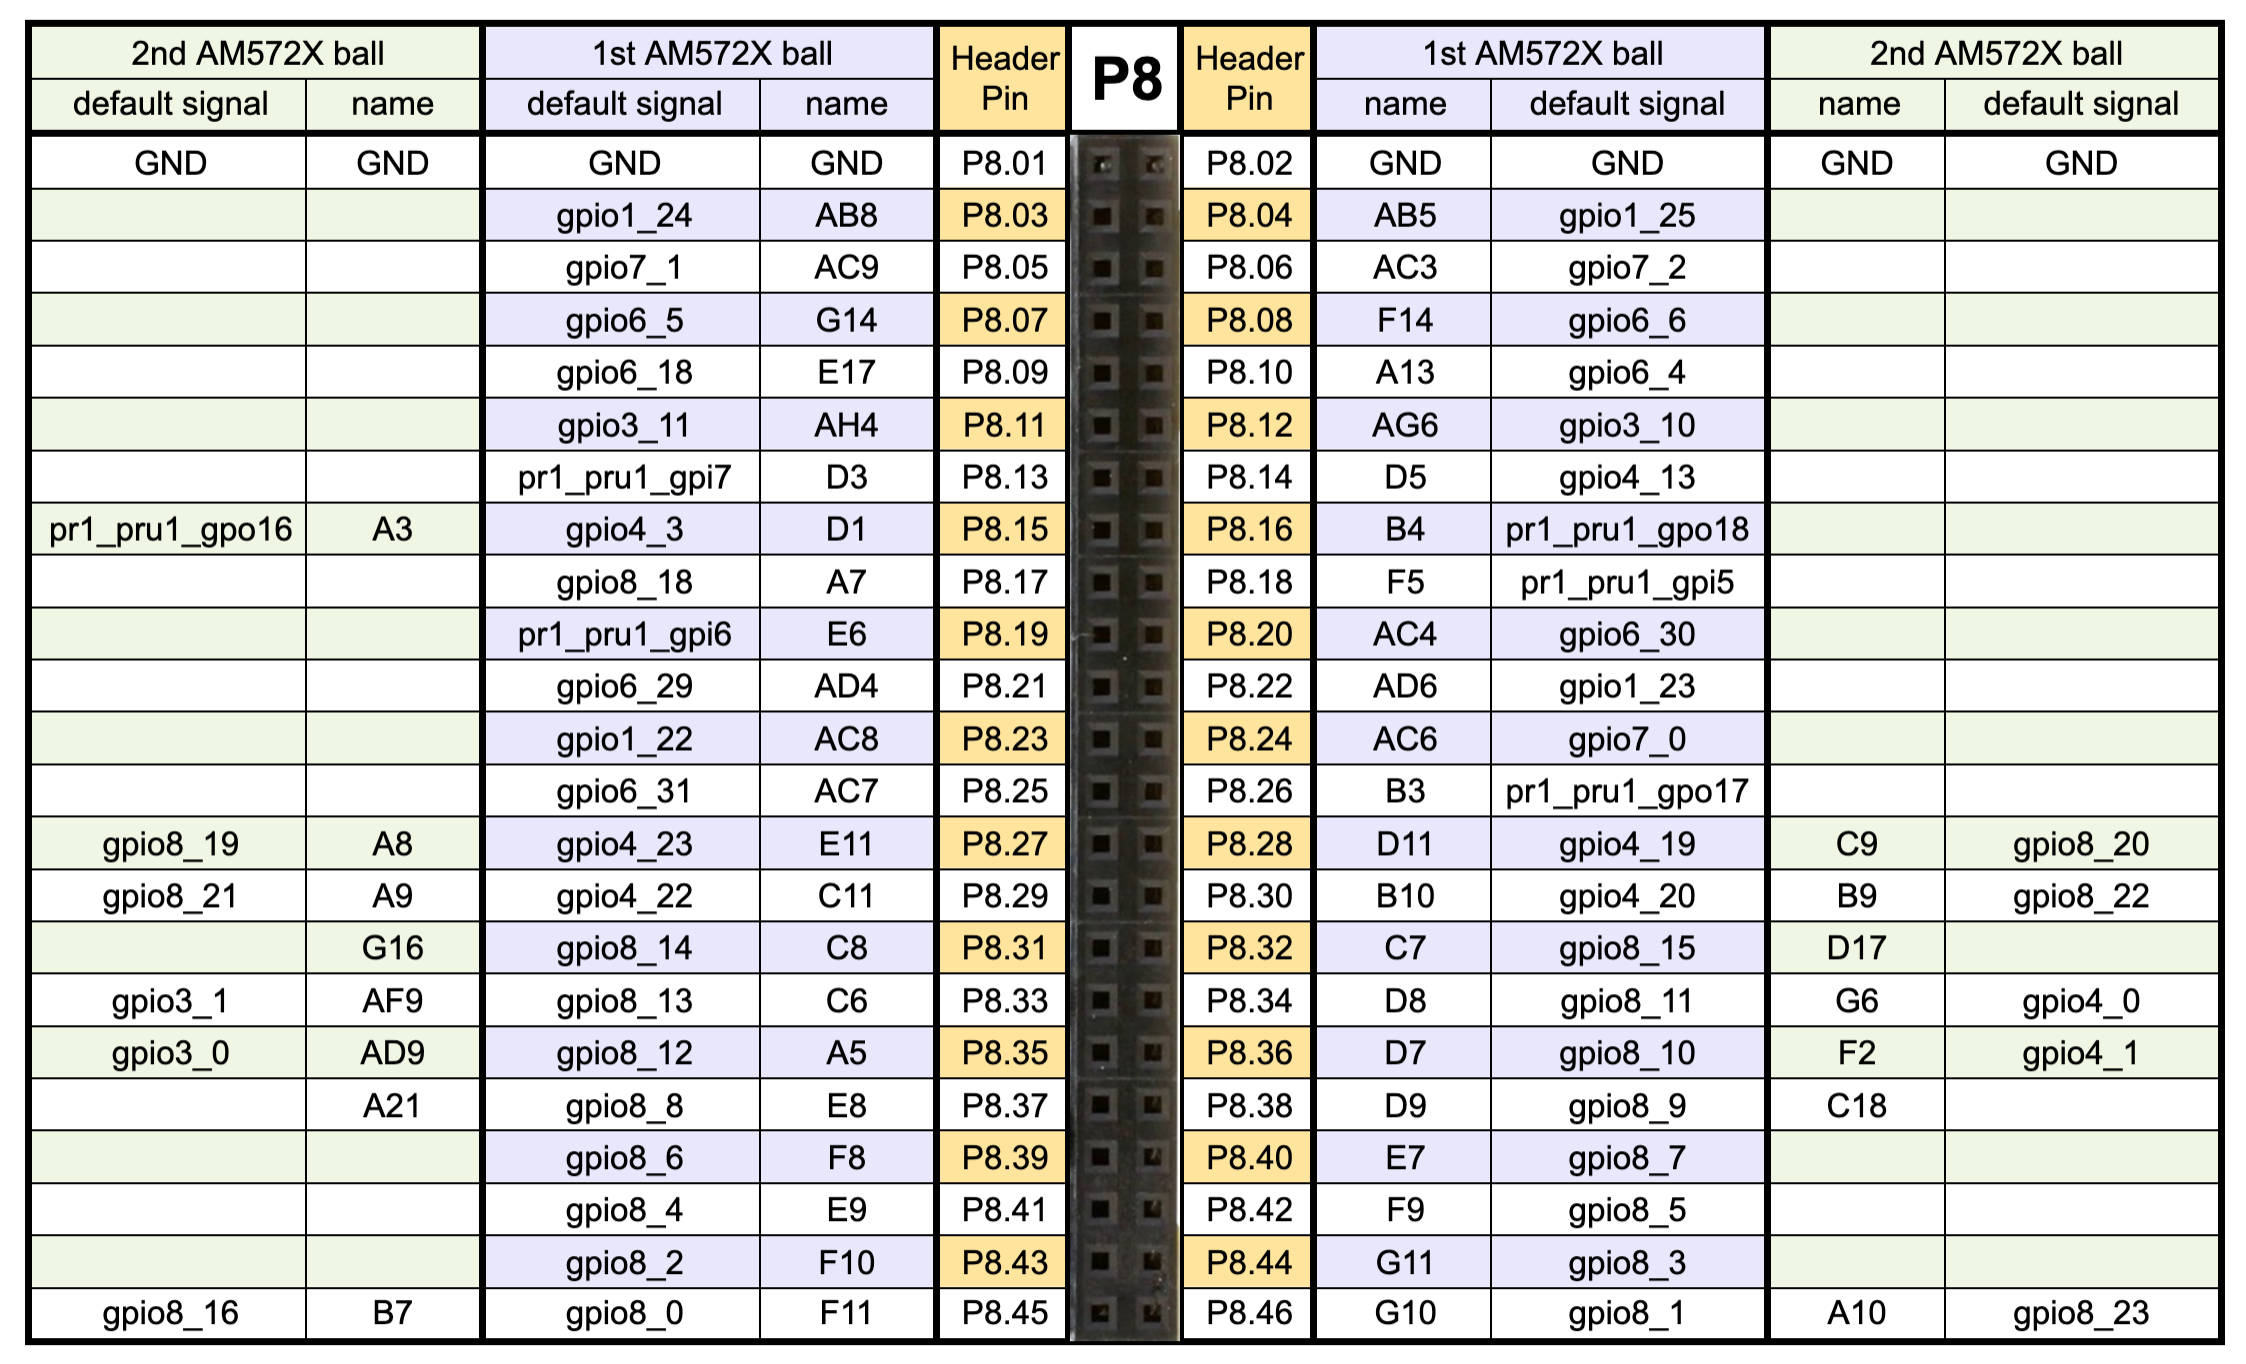 2nd AM572X ball 1st AM572X ball Header Pin P8 Header Pin 1st AM572X ball 2nd AM572X ball
default signal name default signal name name default signal name default signal
GND GND GND GND P8.01 P8.02 GND GND GND GND
gpio1_24 AB8 P8.03 P8.04 AB5 gpio1_25
gpio7_1 AC9 P8.05 P8.06 AC3 gpio7_2
gpio6_5 G14 P8.07 P8.08 F14 gpio6_6
gpio6_18 E17 P8.09 P8.10 A13 gpio6_4
gpio3_11 AH4 P8.11 P8.12 AG6 gpio3_10
pr1_pru1_gpi7 D3 P8.13 P8.14 D5 gpio4_13
pr1_pru1_gpo16 A3 gpio4_3 D1 P8.15 P8.16 B4 pr1_pru1_gpo18
gpio8_18 A7 P8.17 P8.18 F5 pr1_pru1_gpi5
pr1_pru1_gpi6 E6 P8.19 P8.20 AC4 gpio6_30
gpio6_29 AD4 P8.21 P8.22 AD6 gpio1_23
gpio1_22 AC8 P8.23 P8.24 AC6 gpio7_0
gpio6_31 AC7 P8.25 P8.26 B3 pr1_pru1_gpo17
gpio8_19 A8 gpio4_23 E11 P8.27 P8.28 D11 gpio4_19 C9 gpio8_20
gpio8_21 A9 gpio4_22 C11 P8.29 P8.30 B10 gpio4_20 B9 gpio8_22
G16 gpio8_14 C8 P8.31 P8.32 C7 gpio8_15 D17
gpio3_1 AF9 gpio8_13 C6 P8.33 P8.34 D8 gpio8_11 G6 gpio4_0
gpio3_0 AD9 gpio8_12 A5 P8.35 P8.36 D7 gpio8_10 F2 gpio4_1
A21 gpio8_8 E8 P8.37 P8.38 D9 gpio8_9 C18
gpio8_6 F8 P8.39 P8.40 E7 gpio8_7
gpio8_4 E9 P8.41 P8.42 F9 gpio8_5
gpio8_2 F10 P8.43 P8.44 G11 gpio8_3
gpio8_16 B7 gpio8_0 F11 P8.45 P8.46 G10 gpio8_1 A10 gpio8_23